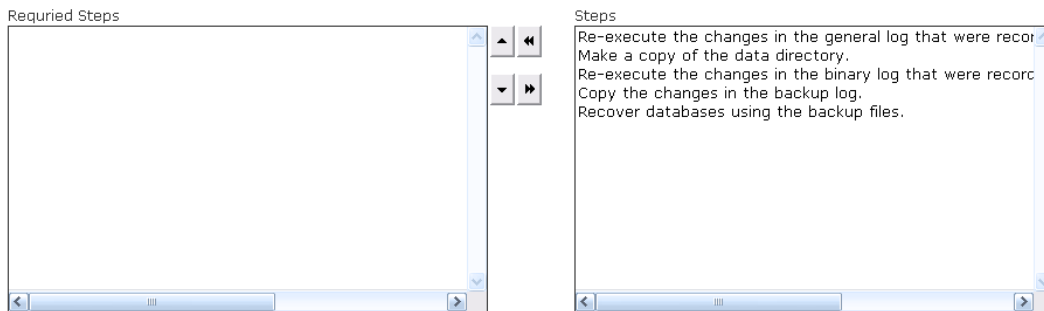 Requried Steps
Steps
Re-execute the changes in the general log that were recor
Make a copy of the data directory.
Re-execute the changes in the binary log that were record
Copy the changes in the backup log.
Recover databases using the backup files.